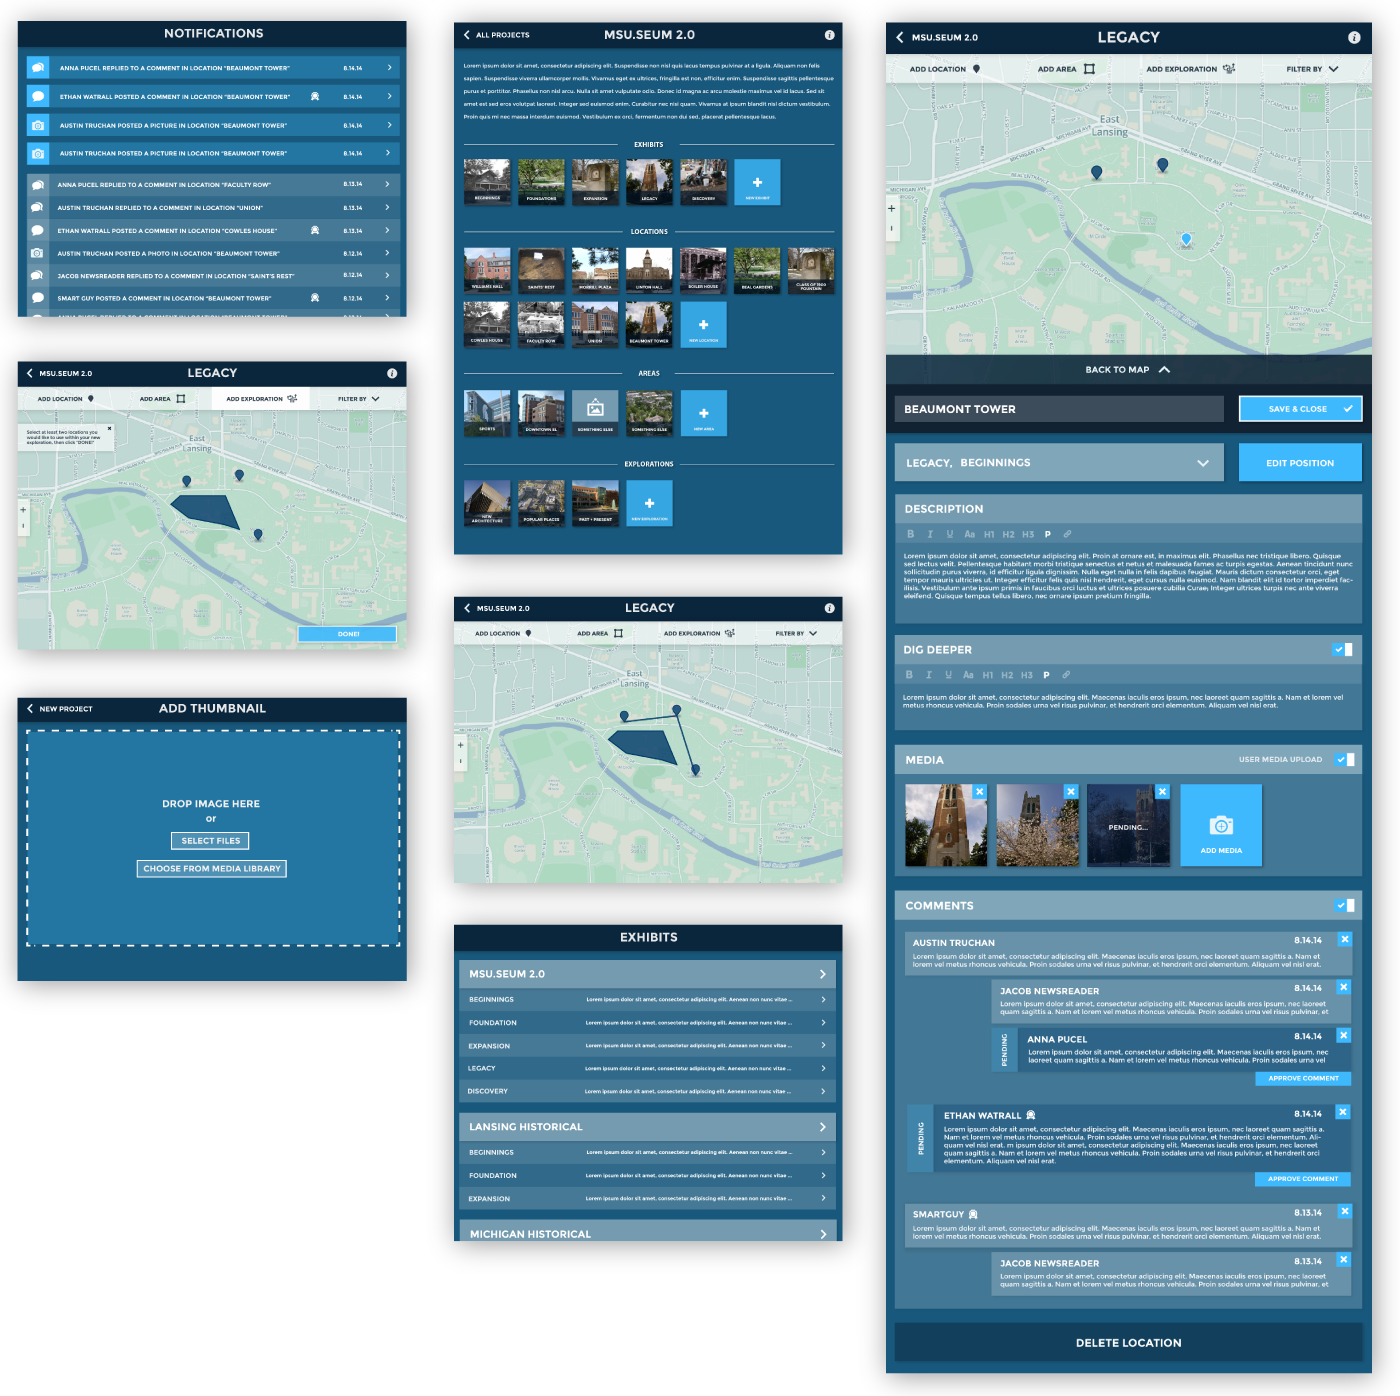 NOTIFICATIONS
ANNA PUCEL REPLIED TO A COMMENT IN LOCATION "BEAUMONT TOWER" 8.14.14
ETHAN WATRALL POSTED A COMMENT IN LOCATION "BEAUMONT TOWER" 8.14.14
AUSTIN TRUCHAN POSTED A PICTURE IN LOCATION "BEAUMONT TOWER" 8.14.14
AUSTIN TRUCHAN POSTED A PICTURE IN LOCATION "BEAUMONT TOWER" 8.14.14
ANNA PUCEL REPLIED TO A COMMENT IN LOCATION "FACULTY ROW" 8.13.14
AUSTIN TRUCHAN REPLIED TO A COMMENT IN LOCATION "UNION" 8.13.14
ETHAN WATRALL POSTED A COMMENT IN LOCATION "COWLES HOUSE" 8.13.14
AUSTIN TRUCHAN POSTED A PHOTO IN LOCATION "BEAUMONT TOWER" 8.12.14
JACOB NEWSREADER REPLIED TO A COMMENT IN LOCATION "SAINT'S REST" 8.12.14
SMART GUY POSTED A COMMENT IN LOCATION "BEAUMONT TOWER" 8.12.14
MSU.SEUM 2.0 LEGACY
ADD LOCATION ADD AREA ADD EXPLORATION FILTER BY
Select at least two locations you
would like to use within your new
exploration, then click "DONE!"
East
Lansing
DONE!
NEW PROJECT ADD THUMBNAIL
DROP IMAGE HERE
or
SELECT FILES
CHOOSE FROM MEDIA LIBRARY
ALL PROJECTS MSU.SEUM 2.0
Lorem ipsum dolor sit amet, consectetur adipiscing elit. Suspendisse non nisl quis lacus tempus pulvinar at a ligula. Aliquam non felis
sapien. Suspendisse viverra ullamcorper mollis. Vivamus eget ex ultrices, fringilla est non, efficitur enim. Suspendisse sagittis pellentesque
purus et porttitor. Phasellus non nisl arcu. Nulla sit amet vulputate odio. Donec id magna ac arcu molestie maximus vel id lacus. Sed sit
amet est sed eros volutpat laoreet. Integer sed euismod enim. Curabitur nec nisi quam. Vivamus at ipsum blandit nisl dictum vestibulum.
Proin quis mi nec massa interdum euismod. Vestibulum ex orci, fermentum non dui sed, placerat pellentesque lacus.
EXHIBITS
BEGINNINGS FOUNDATIONS EXPANSION LEGACY DISCOVERY NEW EXHIBIT
LOCATIONS
WILLIAMS HALL SAINTS' REST MORRILL PLAZA LINTON HALL BOILER HOUSE BEAL GARDENS CLASS OF 1900 FOUNTAIN
COWLES HOUSE FACULTY ROW UNION BEAUMONT TOWER NEW LOCATION
AREAS
SPORTS DOWNTOWN EL SOMETHING ELSE SOMETHING ELSE NEW AREA
EXPLORATIONS
NEW ARCHITECTURE POPULAR PLACES PAST + PRESENT NEW EXPLORATION
MSU.SEUM 2.0 LEGACY
ADD LOCATION ADD AREA ADD EXPLORATION FILTER BY
East
Lansing
EXHIBITS
MSU.SEUM 2.0
BEGINNINGS Lorem ipsum dolor sit amet, consectetur adipiscing elit. Aenean non nunc vitae ...
FOUNDATION Lorem ipsum dolor sit amet, consectetur adipiscing elit. Aenean non nunc vitae ...
EXPANSION Lorem ipsum dolor sit amet, consectetur adipiscing elit. Aenean non nunc vitae ...
LEGACY Lorem ipsum dolor sit amet, consectetur adipiscing elit. Aenean non nunc vitae ...
DISCOVERY Lorem ipsum dolor sit amet, consectetur adipiscing elit. Aenean non nunc vitae ...
LANSING HISTORICAL
BEGINNINGS Lorem ipsum dolor sit amet, consectetur adipiscing elit. Aenean non nunc vitae ...
FOUNDATION Lorem ipsum dolor sit amet, consectetur adipiscing elit. Aenean non nunc vitae ...
EXPANSION Lorem ipsum dolor sit amet, consectetur adipiscing elit. Aenean non nunc vitae ...
MICHIGAN HISTORICAL
MSU.SEUM 2.0 LEGACY
ADD LOCATION ADD AREA ADD EXPLORATION FILTER BY
East
Lansing
MICHIGAN AVE
BACK TO MAP
BEAUMONT TOWER SAVE & CLOSE
LEGACY, BEGINNINGS EDIT POSITION
DESCRIPTION
B I U Aa H1 H2 H3 P
Lorem ipsum dolor sit amet, consectetur adipiscing elit. Proin at ornare est, in maximus elit. Phasellus nec tristique libero. Quisque
sed lectus velit. Pellentesque habitant morbi tristique senectus et netus et malesuada fames ac turpis egestas. Aenean tincidunt nunc
sollicitudin purus viverra, id efficitur ligula dignissim. Nulla eget nulla in felis dapibus feugiat. Mauris dictum consectetur orci, eget
tempor mauris ultricies ut. Integer efficitur felis quis nisi hendrerit, eget cursus nulla euismod. Nam blandit elit id tortor imperdiet fac-
ilisis. Vestibulum ante ipsum primis in faucibus orci luctus et ultrices posuere cubilia Curae; Integer ultrices turpis nec ante viverra
eleifend. Quisque tempus tellus libero, nec ornare ipsum pretium fringilla.
DIG DEEPER
B I U Aa H1 H2 H3 P
Lorem ipsum dolor sit amet, consectetur adipiscing elit. Maecenas iaculis eros ipsum, nec laoreet quam sagittis a. Nam et lorem vel
metus rhoncus vehicula. Proin sodales urna vel risus pulvinar, et hendrerit orci elementum. Aliquam vel nisl erat.
MEDIA USER MEDIA UPLOAD
PENDING...
ADD MEDIA
COMMENTS
AUSTIN TRUCHAN 8.14.14
Lorem ipsum dolor sit amet, consectetur adipiscing elit. Maecenas iaculis eros ipsum, nec laoreet quam sagittis a. Nam et
lorem vel metus rhoncus vehicula. Proin sodales urna vel risus pulvinar, et hendrerit orci elementum. Aliquam vel nisl erat.
JACOB NEWSREADER 8.14.14
Lorem ipsum dolor sit amet, consectetur adipiscing elit. Maecenas iaculis eros ipsum, nec laoreet
quam sagittis a. Nam et lorem vel metus rhoncus vehicula. Proin sodales urna vel risus pulvinar, et
PENDING
ANNA PUCEL 8.14.14
Lorem ipsum dolor sit amet, consectetur adipiscing elit. Maecenas iaculis eros ipsum, nec
laoreet quam sagittis a. Nam et lorem vel metus rhoncus vehicula. Proin sodales urna vel
APPROVE COMMENT
PENDING
ETHAN WATRALL 8.14.14
Lorem ipsum dolor sit amet, consectetur adipiscing elit. Maecenas iaculis eros ipsum, nec laoreet quam sagittis a.
Nam et lorem vel metus rhoncus vehicula. Proin sodales urna vel risus pulvinar, et hendrerit orci elementum. Ali-
quam vel nisl erat. m ipsum dolor sit amet, consectetur adipiscing elit. Maecenas iaculis eros ipsum, nec laoreet
quam sagittis a. Nam et lorem vel metus rhoncus vehicula. Proin sodales urna vel risus pulvinar, et hendrerit orci
elementum. Aliquam vel nisl erat.
APPROVE COMMENT
SMARTGUY 8.13.14
Lorem ipsum dolor sit amet, consectetur adipiscing elit. Maecenas iaculis eros ipsum, nec laoreet quam sagittis a. Nam et
lorem vel metus rhoncus vehicula. Proin sodales urna vel risus pulvinar, et hendrerit orci elementum. Aliquam vel nisl erat.
JACOB NEWSREADER 8.13.14
Lorem ipsum dolor sit amet, consectetur adipiscing elit. Maecenas iaculis eros ipsum, nec laoreet
quam sagittis a. Nam et lorem vel metus rhoncus vehicula. Proin sodales urna vel risus pulvinar, et
DELETE LOCATION